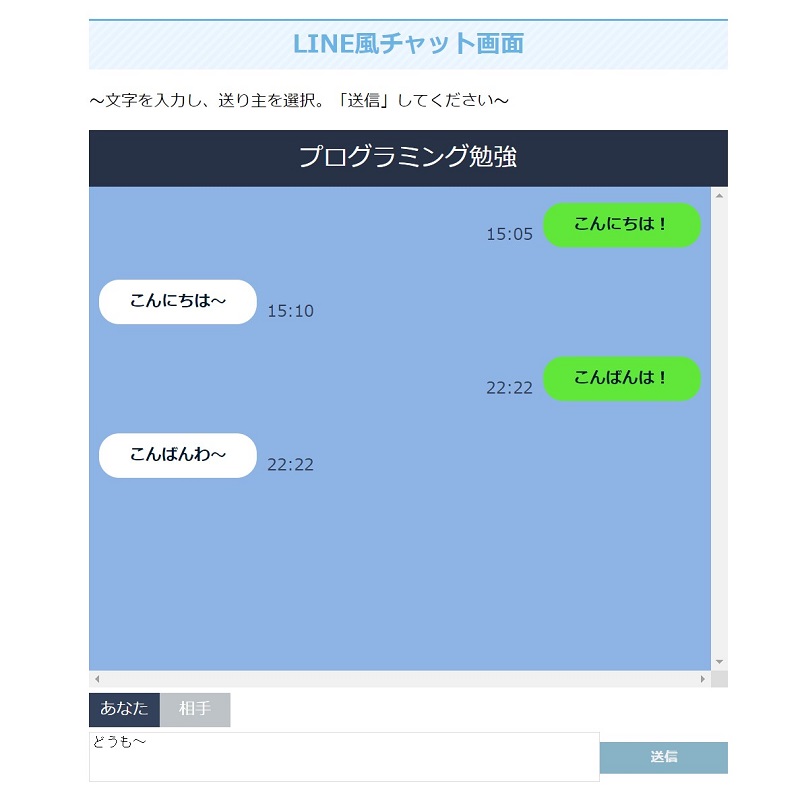 LINE風チャット画面
～文字を入力し、送り主を選択。「送信」してください～
プログラミング勉強
15:05 こんにちは！
こんにちは～ 15:10
22:22 こんばんは！
こんばんわ～ 22:22
あなた 相手
どうも～
送信